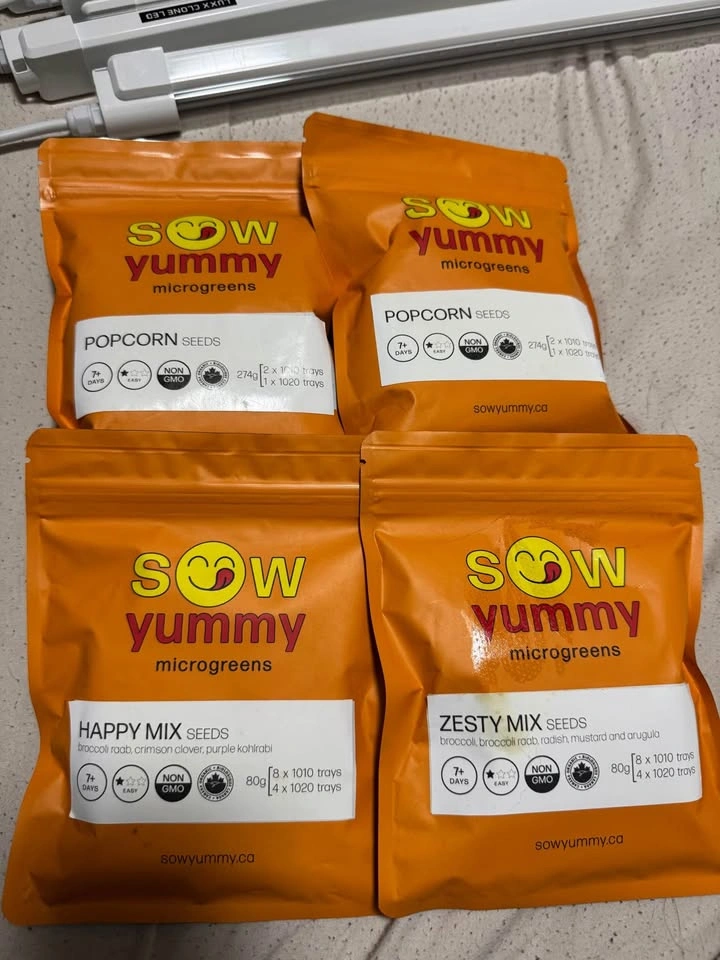 LUXX CLONE LED
SOW
yummy
microgreens
POPCORN SEEDS
7+ DAYS
EASY
NON GMO
274g
2 x 1010 trays
1 x 1020 trays
SOW
yummy
microgreens
POPCORN SEEDS
7+ DAYS
EASY
NON GMO
274g
2 x 1010 trays
1 x 1020 trays
sowyummy.ca
SOW
yummy
microgreens
HAPPY MIX SEEDS
broccoli raab, crimson clover, purple kohlrabi
7+ DAYS
EASY
NON GMO
80g
8 x 1010 trays
4 x 1020 trays
sowyummy.ca
SOW
yummy
microgreens
ZESTY MIX SEEDS
broccoli, broccoli raab, radish, mustard and arugula
7+ DAYS
EASY
NON GMO
80g
8 x 1010 trays
4 x 1020 trays
sowyummy.ca